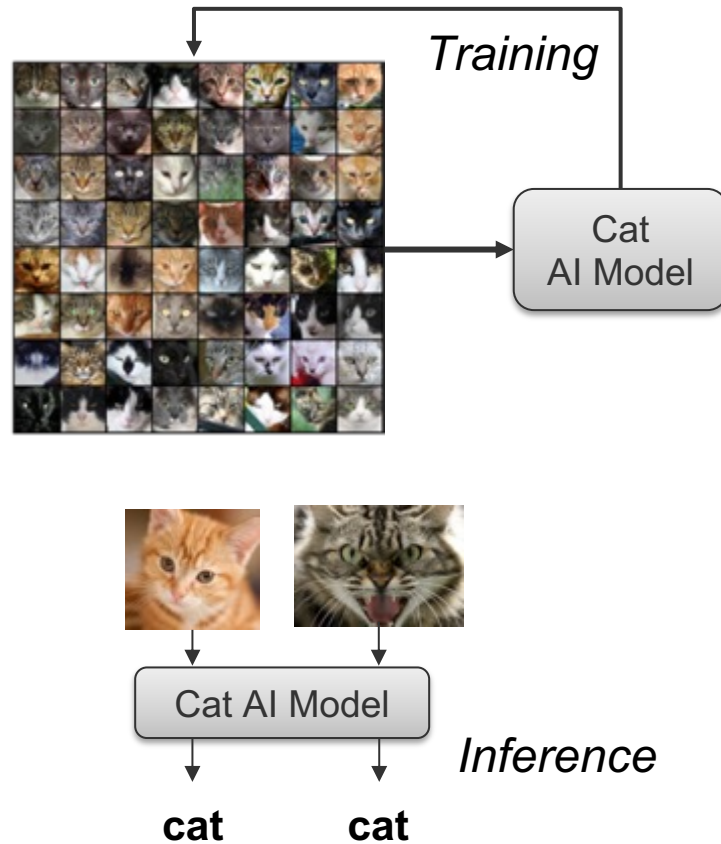 Training
Cat
AI Model
Cat AI Model
Inference
cat cat